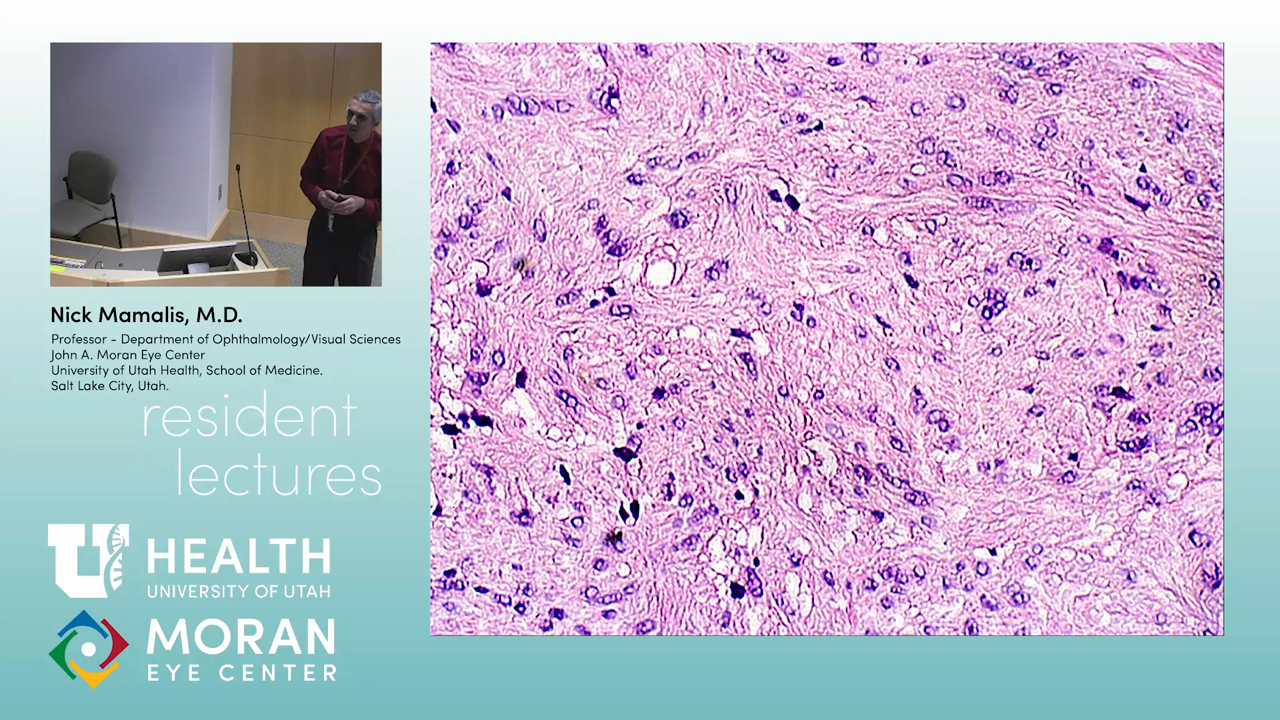 Nick Mamalis, M.D.
Professor - Department of Ophthalmology/Visual Sciences
John A. Moran Eye Center
University of Utah Health, School of Medicine.
Salt Lake City, Utah.
resident
lectures
U HEALTH
UNIVERSITY OF UTAH
MORAN
EYE CENTER